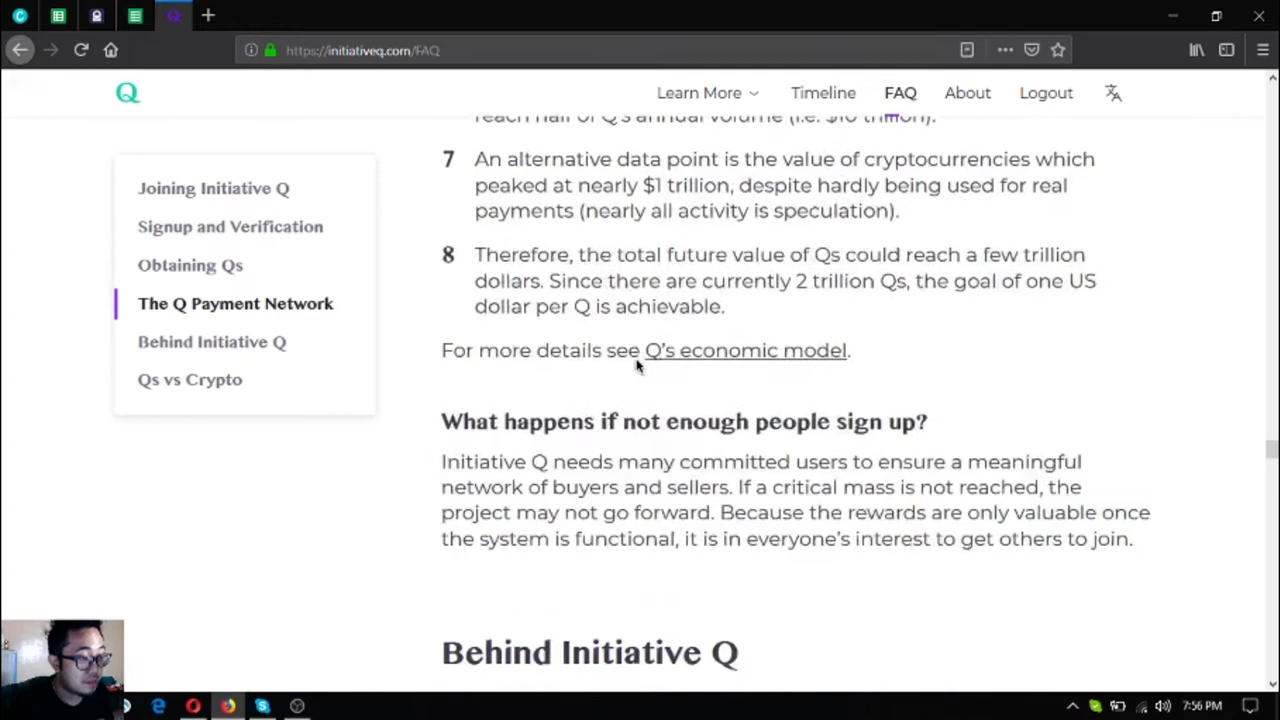 https://initiativeq.com/FAQ
Q
Learn More
Timeline
FAQ
About
Logout
Joining Initiative Q
Signup and Verification
Obtaining Qs
The Q Payment Network
Behind Initiative Q
Qs vs Crypto
reach half of Q's annual volume (i.e. $10 trillion).
7 An alternative data point is the value of cryptocurrencies which
peaked at nearly $1 trillion, despite hardly being used for real
payments (nearly all activity is speculation).
8 Therefore, the total future value of Qs could reach a few trillion
dollars. Since there are currently 2 trillion Qs, the goal of one US
dollar per Q is achievable.
For more details see Q's economic model.
What happens if not enough people sign up?
Initiative Q needs many committed users to ensure a meaningful
network of buyers and sellers. If a critical mass is not reached, the
project may not go forward. Because the rewards are only valuable once
the system is functional, it is in everyone's interest to get others to join.
Behind Initiative Q
7:56 PM